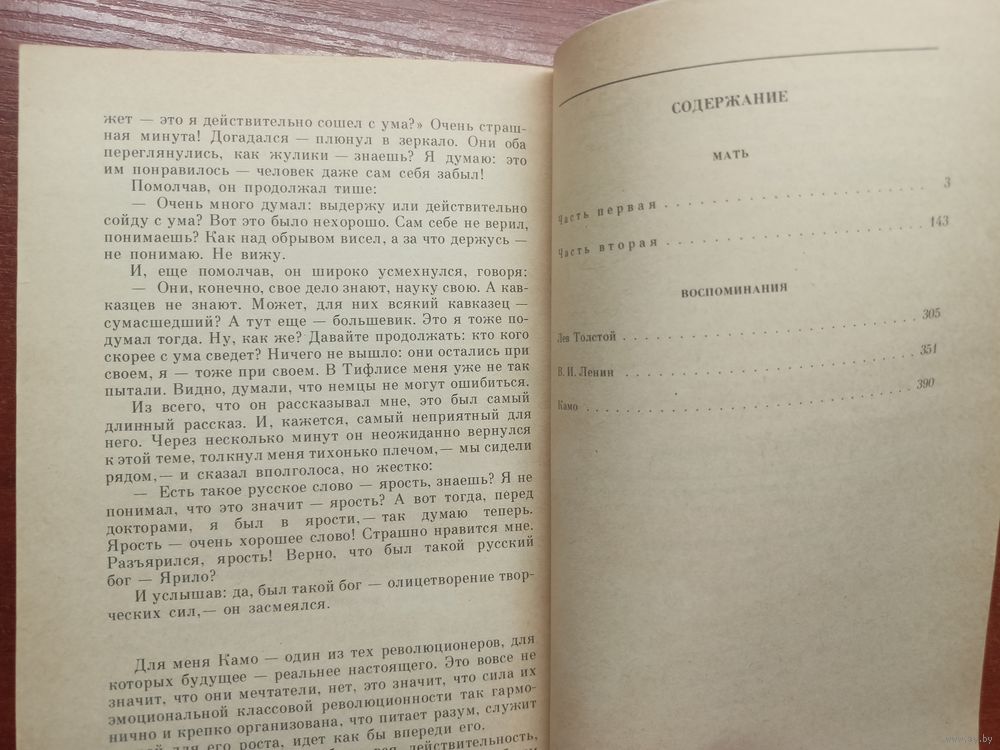 жет — это я действительно сошел с ума?» Очень страш-
ная минута! Догадался — плюнул в зеркало. Они оба
переглянулись, как жулики — знаешь? Я думаю: это
им понравилось — человек даже сам себя забыл!
Помолчав, он продолжал тише:
— Очень много думал: выдержу или действительно
сойду с ума? Вот это было нехорошо. Сам себе не верил,
понимаешь? Как над обрывом висел, а за что держусь —
не понимаю. Не вижу.
И, еще помолчав, он широко усмехнулся, говоря:
— Они, конечно, свое дело знают, науку свою. А кав-
казцев не знают. Может, для них всякий кавказец —
сумасшедший? А тут еще — большевик. Это я тоже по-
думал тогда. Ну, как же? Давайте продолжать: кто кого
скорее с ума сведет? Ничего не вышло: они остались при
своем, я — тоже при своем. В Тифлисе меня уже не так
пытали. Видно, думали, что немцы не могут ошибиться.
Из всего, что он рассказывал мне, это был самый
длинный рассказ. И, кажется, самый неприятный для
него. Через несколько минут он неожиданно вернулся
к этой теме, толкнул меня тихонько плечом,— мы сидели
рядом,— и сказал вполголоса, но жестко:
— Есть такое русское слово — ярость, знаешь? Я не
понимал, что это значит — ярость? А вот тогда, перед
докторами, я был в ярости,— так думаю теперь.
Ярость — очень хорошее слово! Страшно нравится мне.
Разъярился, ярость! Верно, что был такой русский
бог — Ярило?
И услышав: да, был такой бог — олицетворение твор-
ческих сил,— он засмеялся.
Для меня Камо — один из тех революционеров, для
которых будущее — реальнее настоящего. Это вовсе не
значит, что они мечтатели, нет, это значит, что сила их
эмоциональной классовой революционности так гармо-
нично и крепко организована, что питает разум, служит
для его роста, идет как бы впереди его.
действительность,
СОДЕРЖАНИЕ
МАТЬ
Часть первая . . . . . . . . . . . . . . . . . . . . 3
Часть вторая . . . . . . . . . . . . . . . . . . . . 143
ВОСПОМИНАНИЯ
Лев Толстой . . . . . . . . . . . . . . . . . . . . 305
В. И. Ленин . . . . . . . . . . . . . . . . . . . . 351
Камо . . . . . . . . . . . . . . . . . . . . 390
www.ay.by